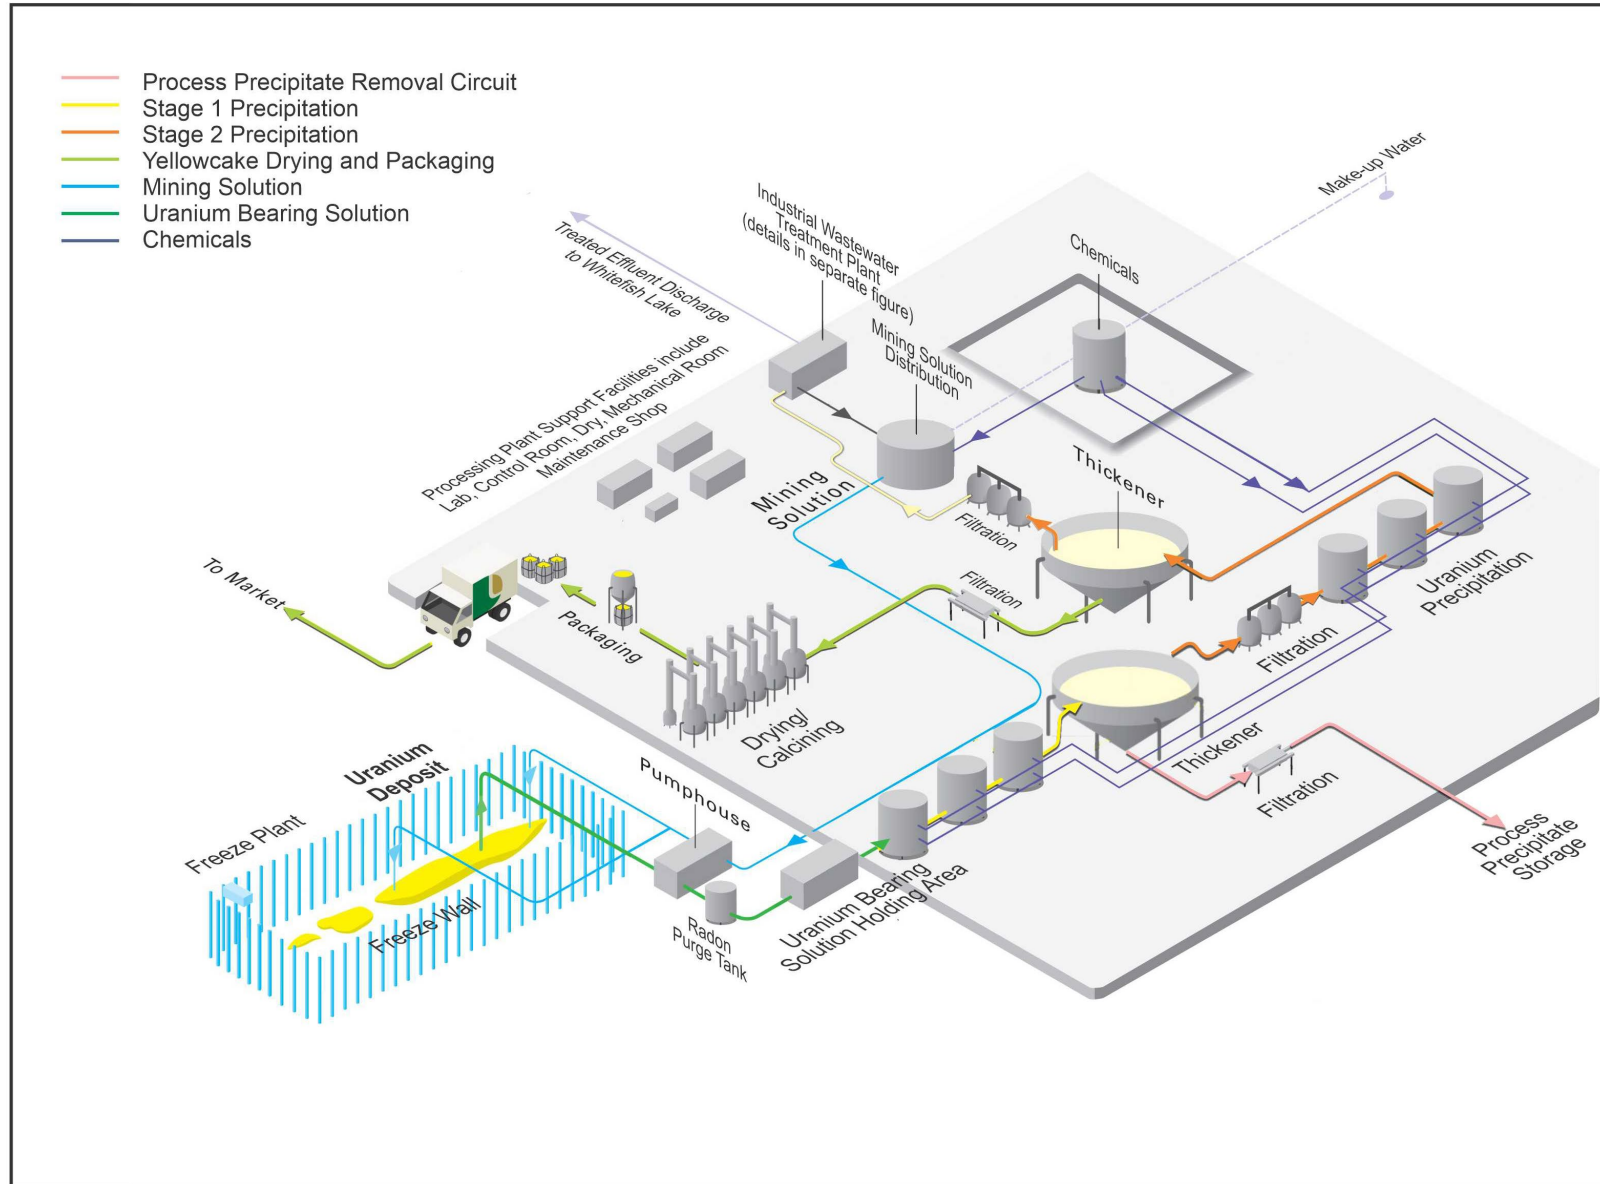 Process Precipitate Removal Circuit
Stage 1 Precipitation
Stage 2 Precipitation
Yellowcake Drying and Packaging
Mining Solution
Uranium Bearing Solution
Chemicals
Make-up Water
Industrial Wastewater
Treatment Plant
(details in separate figure)
Treated Effluent Discharge
to Whitefish Lake
Chemicals
Mining Solution
Distribution
Processing Plant Support Facilities include
Lab, Control Room, Dry, Mechanical Room
Maintenance Shop
Thickener
Mining
Solution
Filtration
Uranium
Precipitation
To Market
Filtration
Packaging
Filtration
Drying/
Calcining
Thickener
Filtration
Process
Precipitate
Storage
Uranium
Deposit
Pumphouse
Freeze Plant
Freeze Wall
Radon
Purge Tank
Uranium Bearing
Solution Holding Area